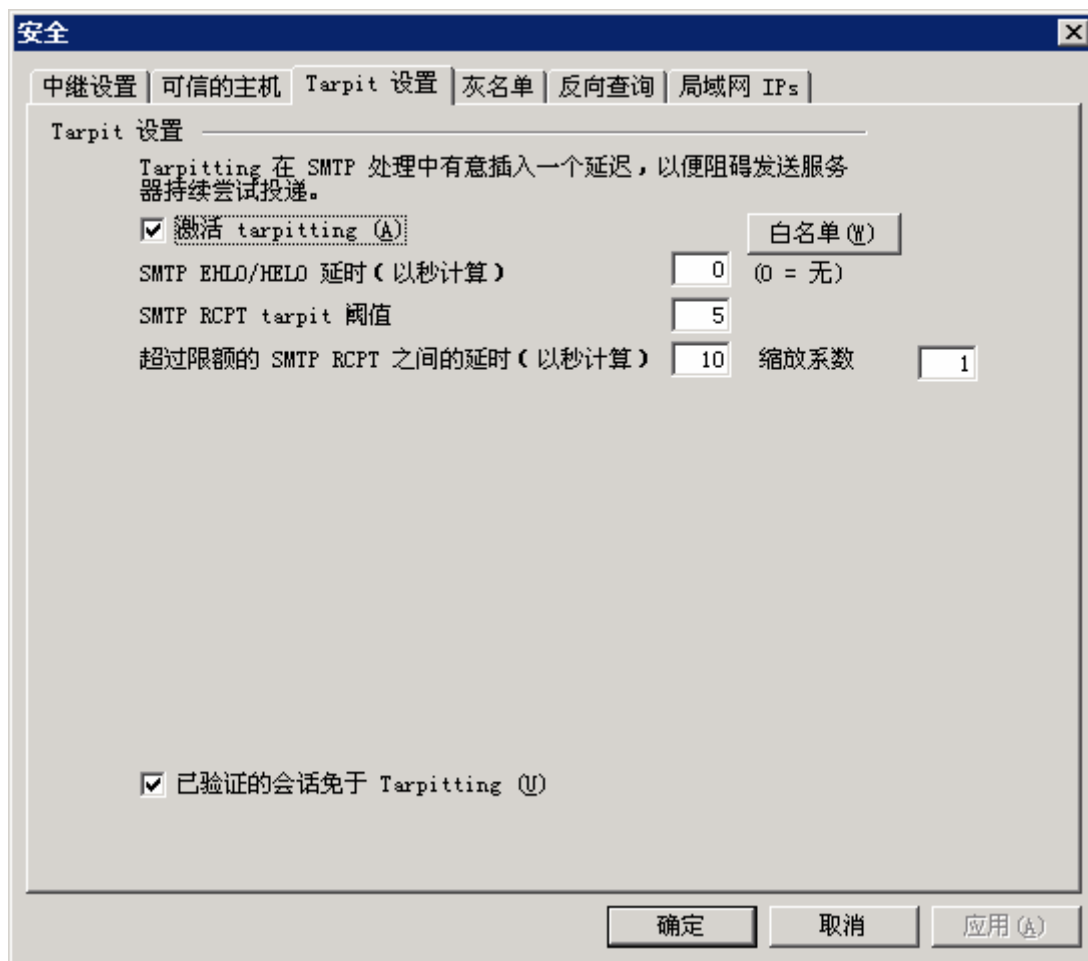 安全
中继设置 可信的主机 Tarpit 设置 灰名单 反向查询 局域网 IPs
Tarpit 设置
Tarpitting 在 SMTP 处理中有意插入一个延迟，以便阻碍发送服务
器持续尝试投递。
激活 tarpitting (A) 白名单(W)
SMTP EHLO/HELO 延时(以秒计算) 0 (0 = 无)
SMTP RCPT tarpit 阈值 5
超过限额的 SMTP RCPT 之间的延时(以秒计算) 10 缩放系数 1
已验证的会话免于 Tarpitting (U)
确定 取消 应用(A)